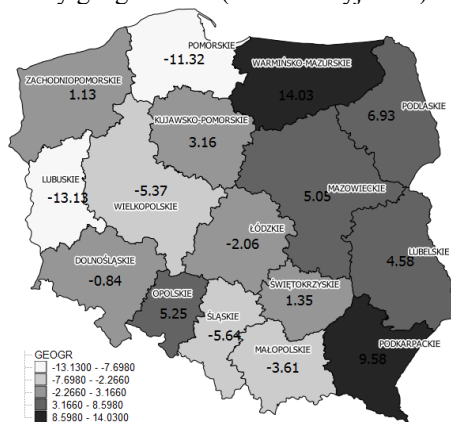 POMORSKIE
-11.32
WARMIŃSKO-MAZURSKIE
14.03
ZACHODNIOPOMORSKIE
1.13
PODLASKIE
6.93
KUJAWSKO-POMORSKIE
3.16
LUBUSKIE
-13.13
-5.37
WIELKOPOLSKIE
MAZOWIECKIE
5.05
ŁÓDZKIE
-2.06
LUBELSKIE
4.58
DOLNOŚLĄSKIE
-0.84
OPOLSKIE
5.25
ŚWIĘTOKRZYSKIE
1.35
ŚLĄSKIE
-5.64
MAŁOPOLSKIE
-3.61
PODKARPACKIE
9.58
GEOGR
-13.1300 - -7.6980
-7.6980 - -2.2660
-2.2660 - 3.1660
3.1660 - 8.5980
8.5980 - 14.0300